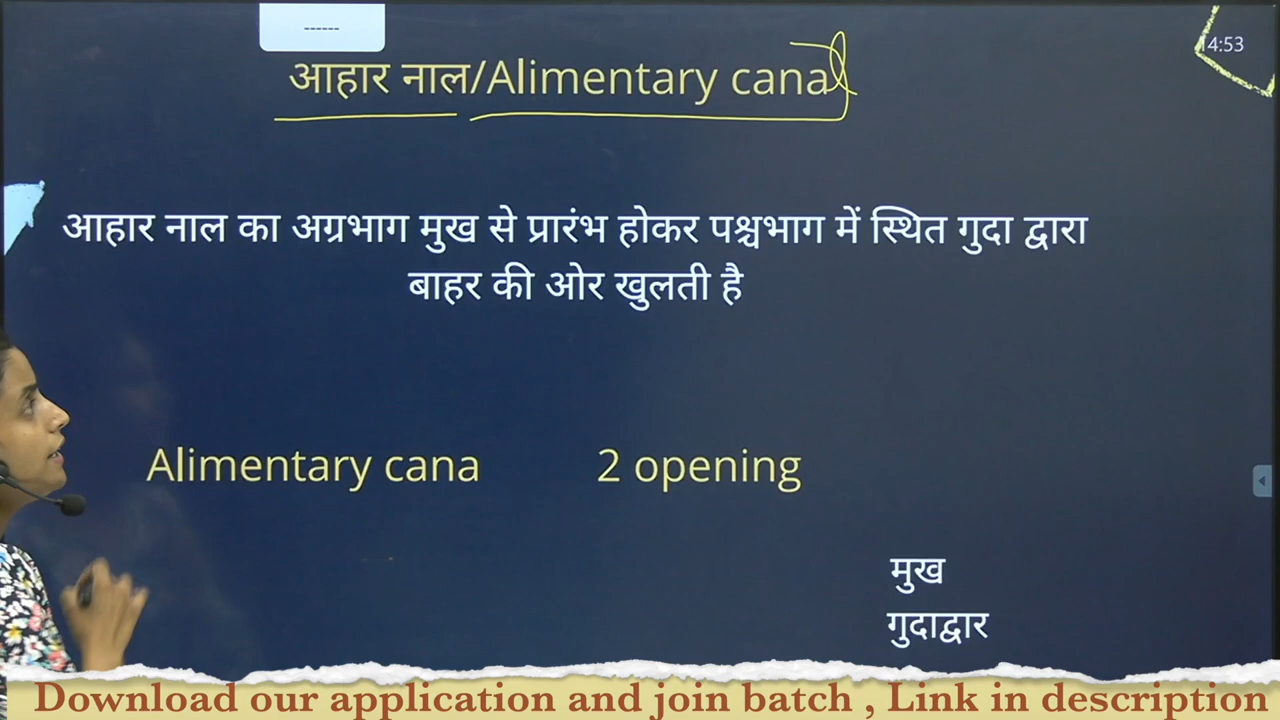 ------
14:53
आहार नाल/Alimentary canal
आहार नाल का अग्रभाग मुख से प्रारंभ होकर पश्चभाग में स्थित गुदा द्वारा
बाहर की ओर खुलती है
Alimentary cana 2 opening
मुख
गुदाद्वार
Download our application and join batch , Link in description